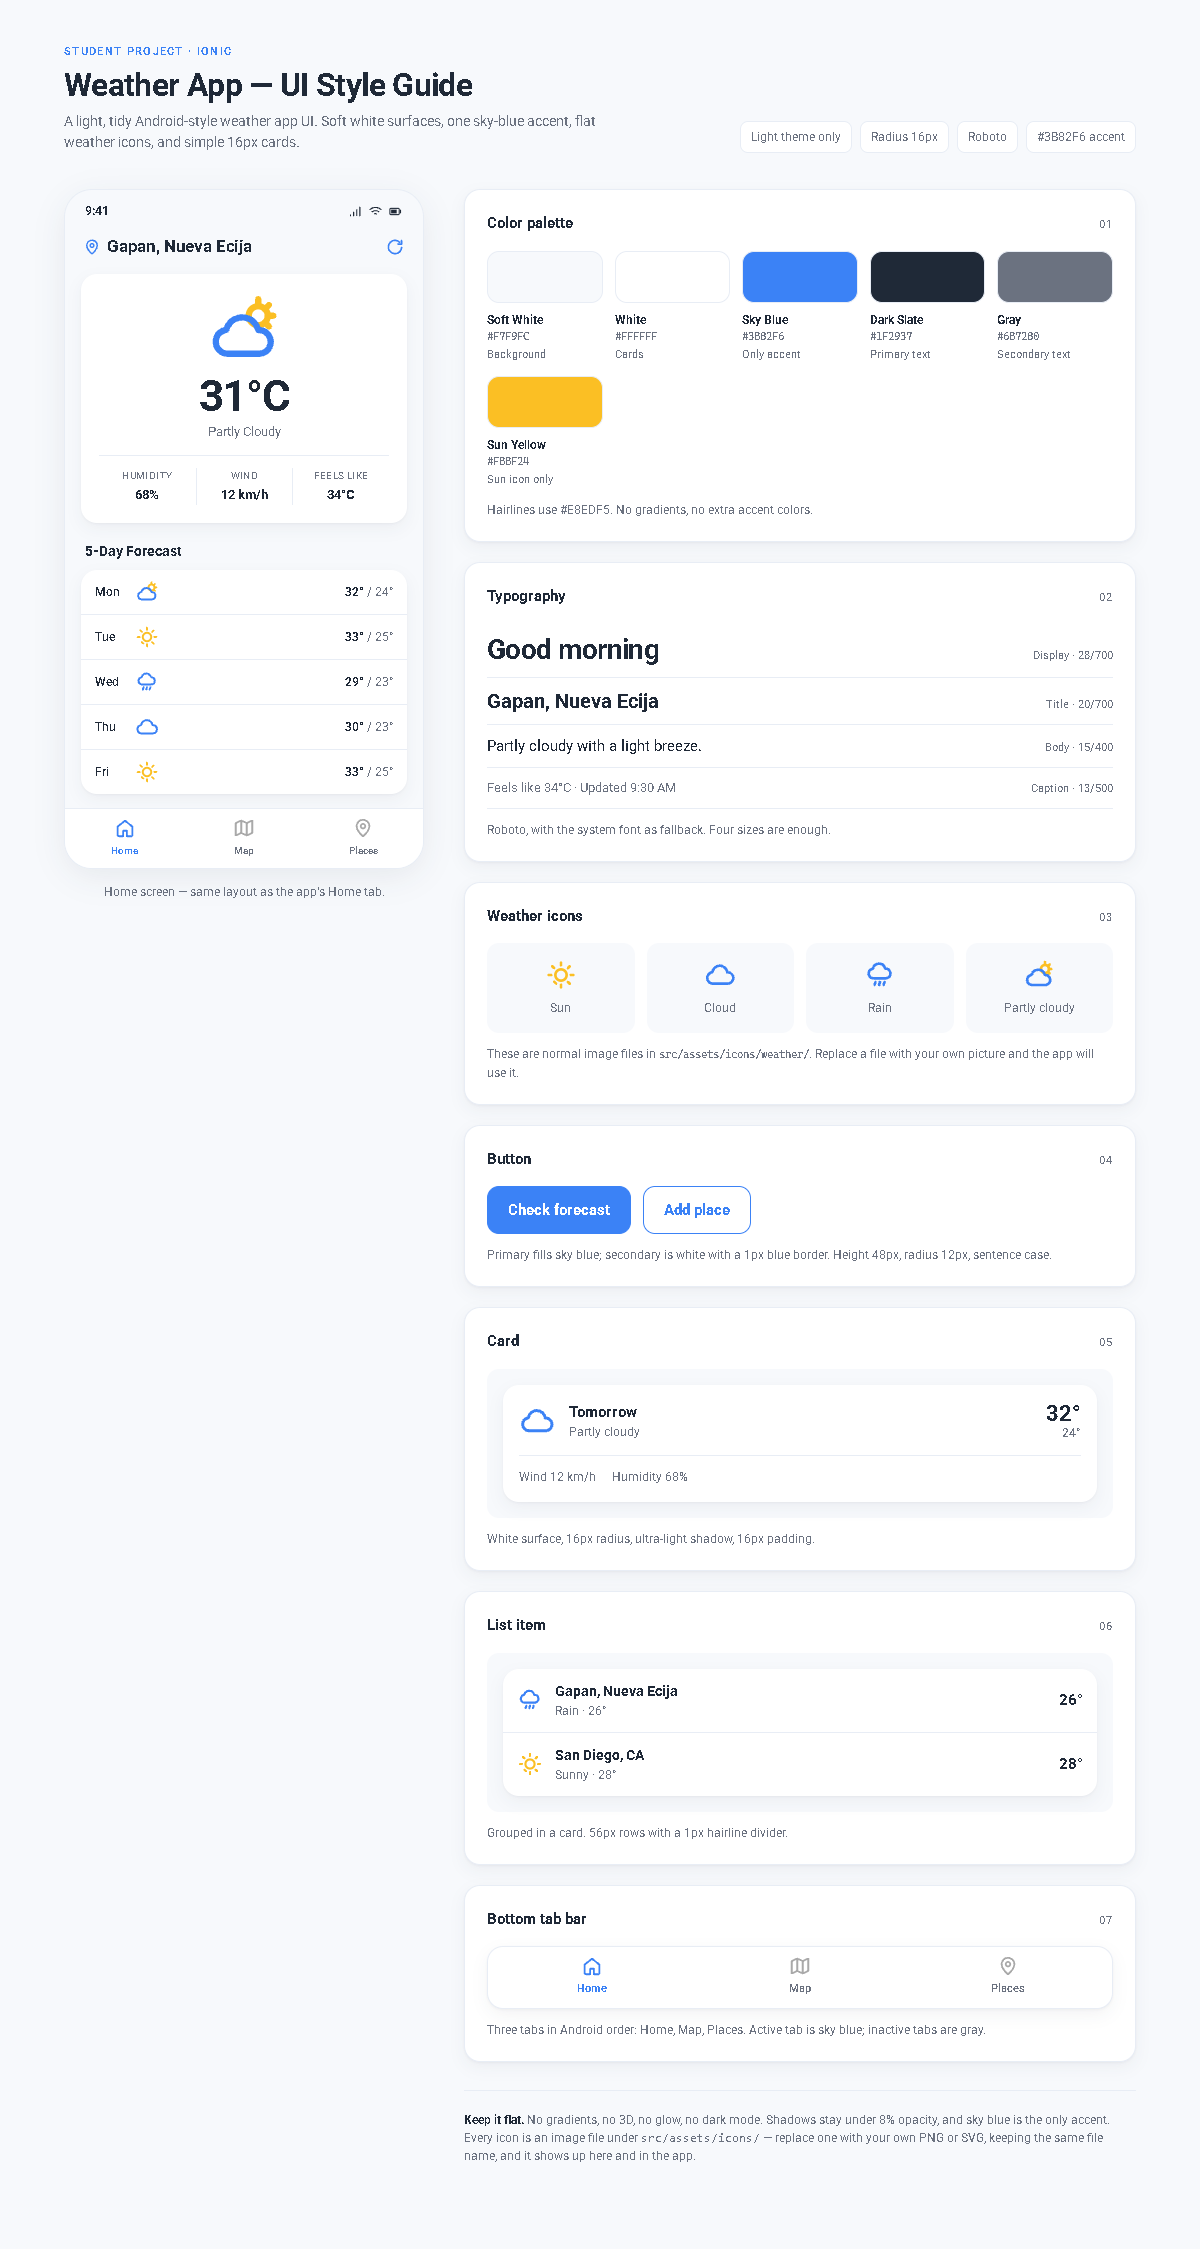 STUDENT PROJECT · IONIC
Weather App — UI Style Guide
A light, tidy Android-style weather app UI. Soft white surfaces, one sky-blue accent, flat
weather icons, and simple 16px cards.
Light theme only
Radius 16px
Roboto
#3B82F6 accent
9:41
Gapan, Nueva Ecija
31°C
Partly Cloudy
HUMIDITY
68%
WIND
12 km/h
FEELS LIKE
34°C
5-Day Forecast
Mon 32° / 24°
Tue 33° / 25°
Wed 29° / 23°
Thu 30° / 23°
Fri 33° / 25°
Home
Map
Places
Home screen — same layout as the app's Home tab.
Color palette 01
Soft White
#F7F9FC
Background
White
#FFFFFF
Cards
Sky Blue
#3B82F6
Only accent
Dark Slate
#1F2937
Primary text
Gray
#6B7280
Secondary text
Sun Yellow
#FBBF24
Sun icon only
Hairlines use #E8EDF5. No gradients, no extra accent colors.
Typography 02
Good morning Display · 28/700
Gapan, Nueva Ecija Title · 20/700
Partly cloudy with a light breeze. Body · 15/400
Feels like 34°C · Updated 9:30 AM Caption · 13/500
Roboto, with the system font as fallback. Four sizes are enough.
Weather icons 03
Sun
Cloud
Rain
Partly cloudy
These are normal image files in src/assets/icons/weather/. Replace a file with your own picture and the app will
use it.
Button 04
Check forecast
Add place
Primary fills sky blue; secondary is white with a 1px blue border. Height 48px, radius 12px, sentence case.
Card 05
Tomorrow
Partly cloudy
32°
24°
Wind 12 km/h Humidity 68%
White surface, 16px radius, ultra-light shadow, 16px padding.
List item 06
Gapan, Nueva Ecija
Rain · 26°
26°
San Diego, CA
Sunny · 28°
28°
Grouped in a card. 56px rows with a 1px hairline divider.
Bottom tab bar 07
Home
Map
Places
Three tabs in Android order: Home, Map, Places. Active tab is sky blue; inactive tabs are gray.
Keep it flat. No gradients, no 3D, no glow, no dark mode. Shadows stay under 8% opacity, and sky blue is the only accent.
Every icon is an image file under src/assets/icons/ — replace one with your own PNG or SVG, keeping the same file
name, and it shows up here and in the app.